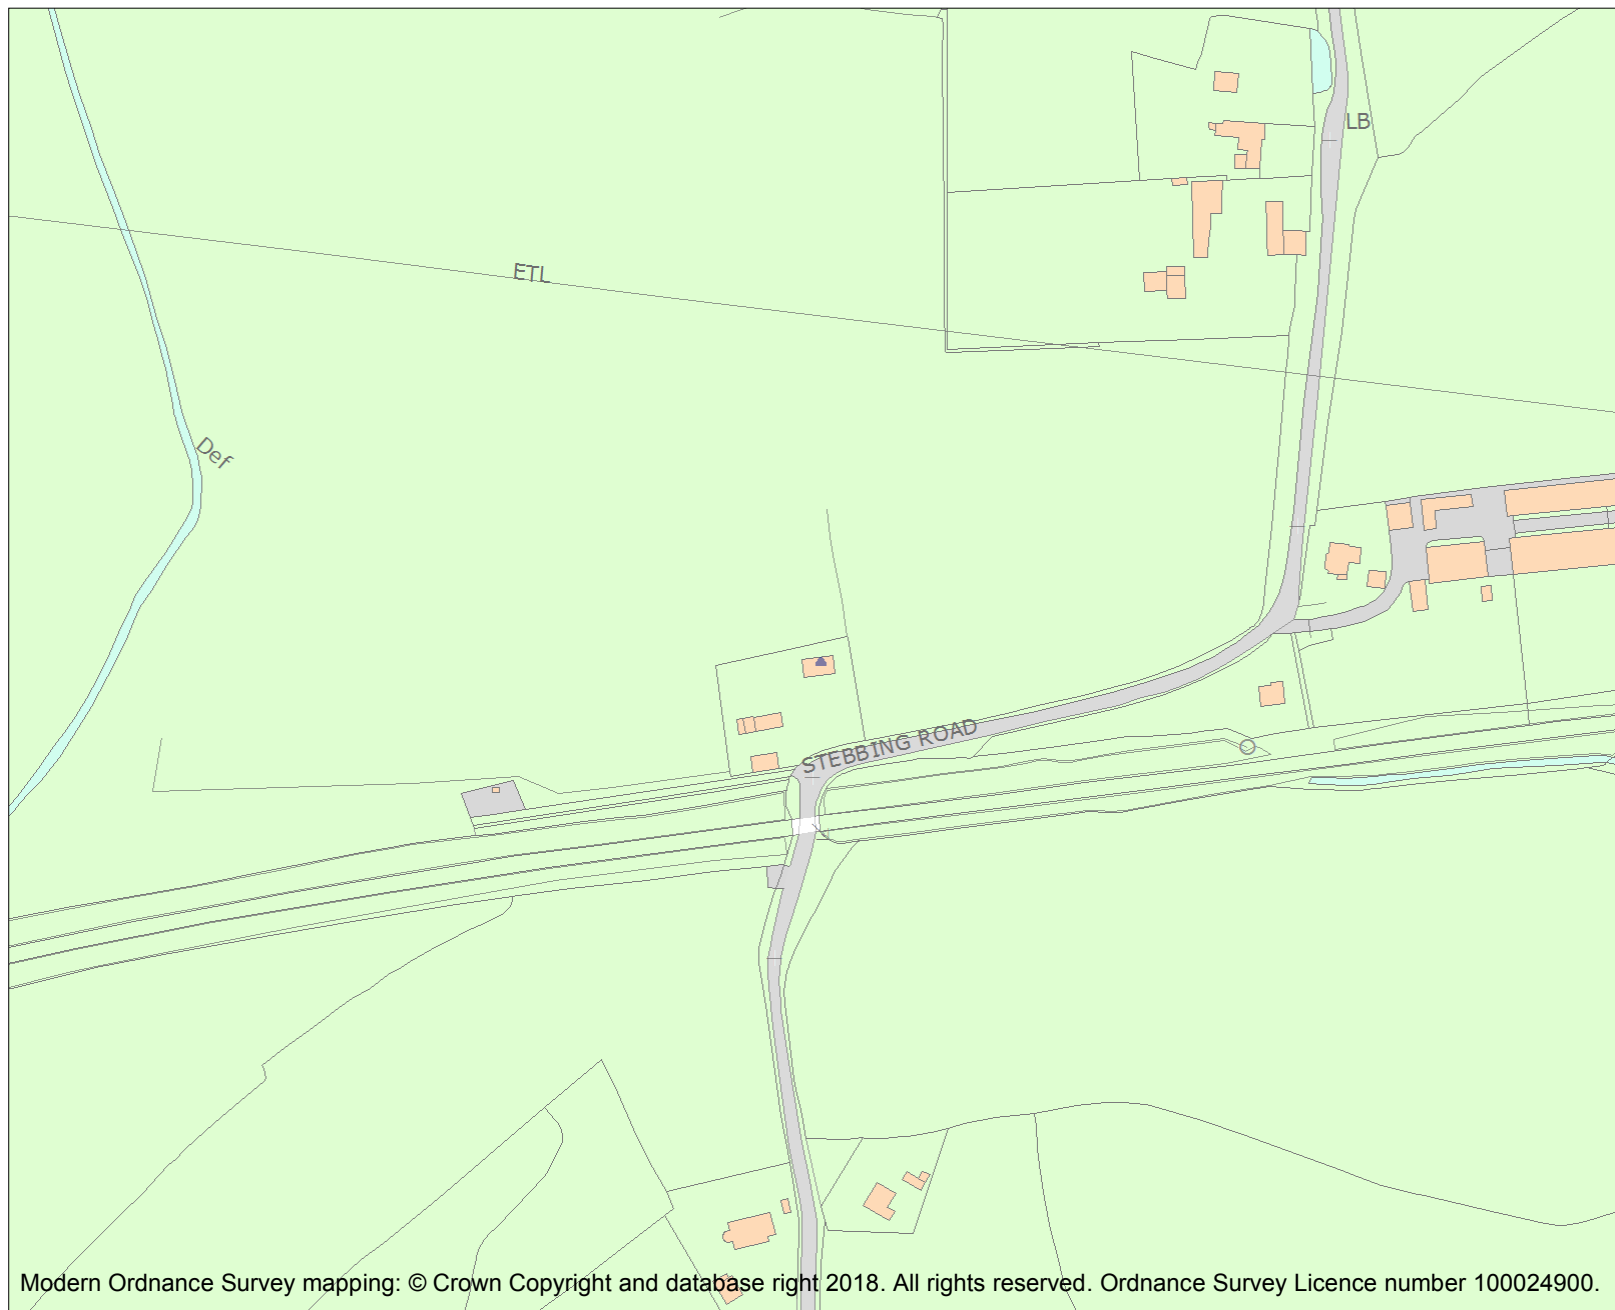 LB
ETL
Def
STEBBING ROAD
Modern Ordnance Survey mapping: © Crown Copyright and database right 2018. All rights reserved. Ordnance Survey Licence number 100024900.